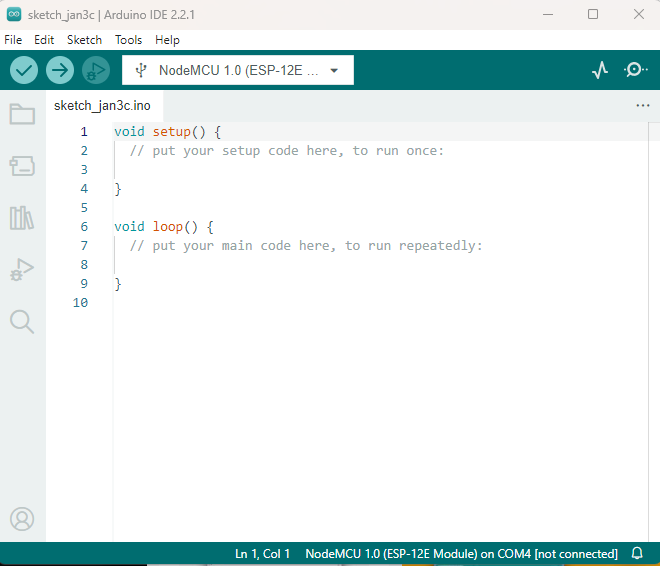 sketch_jan3c | Arduino IDE 2.2.1
File Edit Sketch Tools Help
NodeMCU 1.0 (ESP-12E ...
sketch_jan3c.ino
1 void setup() {
2 // put your setup code here, to run once:
3
4 }
5
6 void loop() {
7 // put your main code here, to run repeatedly:
8
9 }
10
Ln 1, Col 1 NodeMCU 1.0 (ESP-12E Module) on COM4 [not connected]